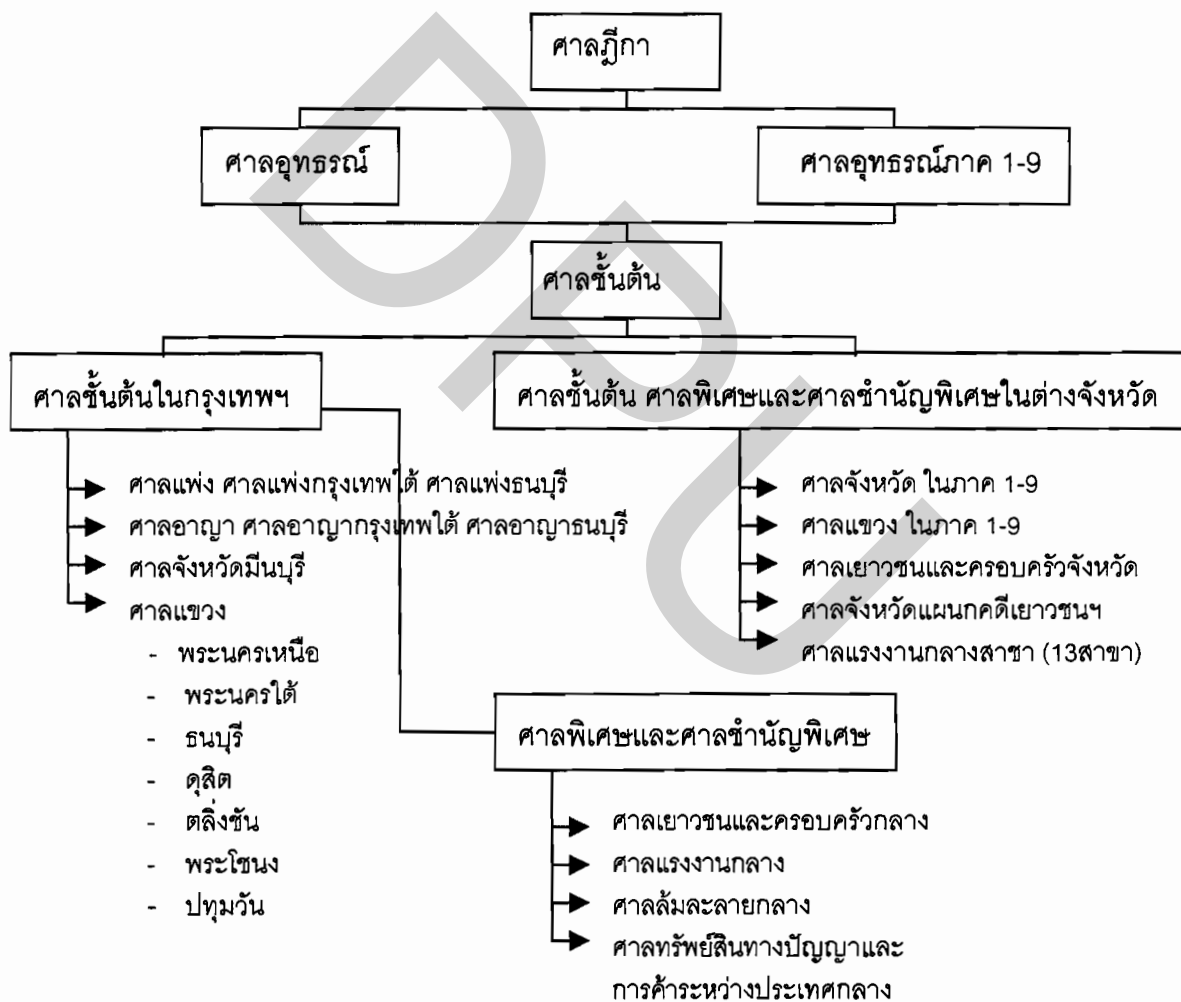 ศาลฎีกา
ศาลอุทธรณ์
ศาลอุทธรณ์ภาค 1-9
ศาลชั้นต้น
ศาลชั้นต้นในกรุงเทพฯ
ศาลชั้นต้น ศาลพิเศษและศาลชำนัญพิเศษในต่างจังหวัด
ศาลแพ่ง ศาลแพ่งกรุงเทพใต้ ศาลแพ่งธนบุรี
ศาลอาญา ศาลอาญากรุงเทพใต้ ศาลอาญาธนบุรี
ศาลจังหวัดมีนบุรี
ศาลแขวง
- พระนครเหนือ
- พระนครใต้
- ธนบุรี
- ดุสิต
- ตลิ่งชัน
- พระโขนง
- ปทุมวัน
ศาลจังหวัด ในภาค 1-9
ศาลแขวง ในภาค 1-9
ศาลเยาวชนและครอบครัวจังหวัด
ศาลจังหวัดแผนกคดีเยาวชนฯ
ศาลแรงงานกลางสาขา (13สาขา)
ศาลพิเศษและศาลชำนัญพิเศษ
ศาลเยาวชนและครอบครัวกลาง
ศาลแรงงานกลาง
ศาลล้มละลายกลาง
ศาลทรัพย์สินทางปัญญาและ
การค้าระหว่างประเทศกลาง
DPU